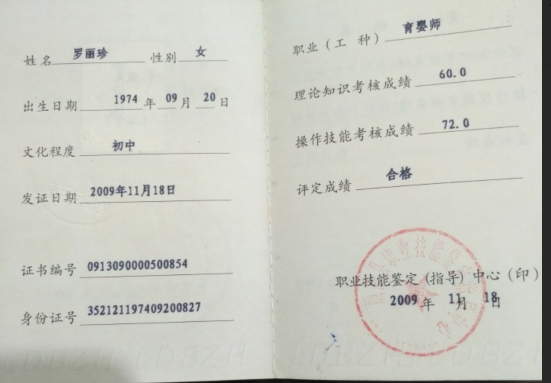 姓名 罗丽珍 性别 女
出生日期 1974 年 09 月 20 日
文化程度 初中
发证日期 2009年11月18日
证书编号 0913090000500854
身份证号 352121197409200827
职业（工 种） 育婴师
理论知识考核成绩 60.0
操作技能考核成绩 72.0
评定成绩 合格
职业技能鉴定（指导）中心（印）
2009 年 11 月 18 日